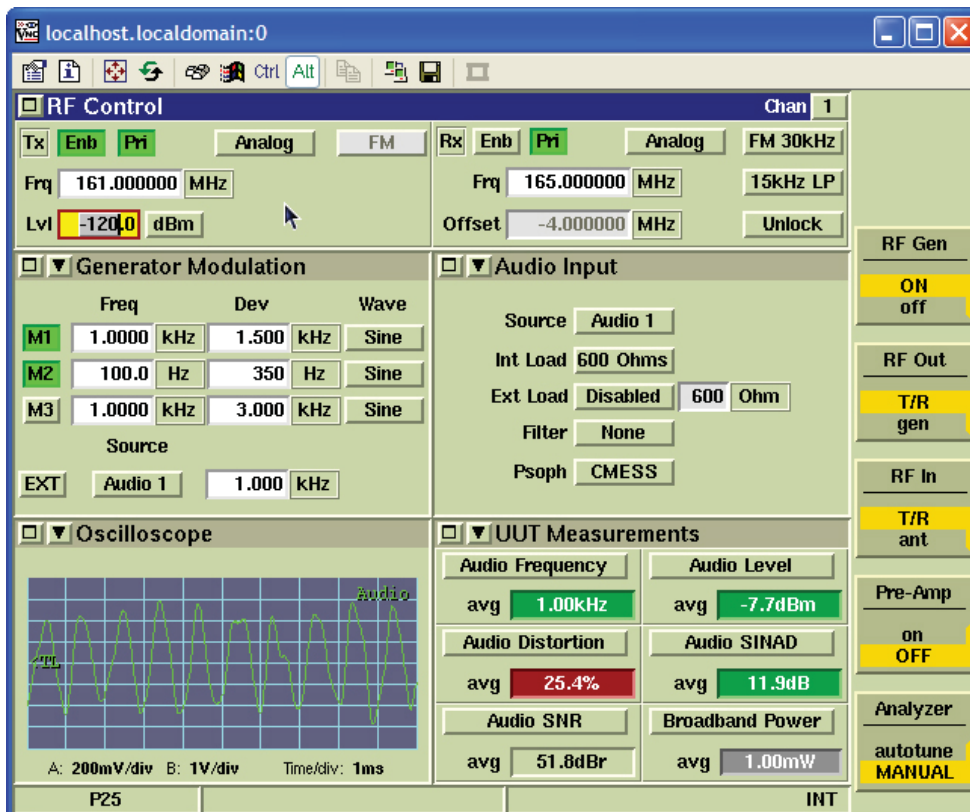 localhost.localdomain:0
Ctrl Alt
RF Control Chan 1
Tx Enb Pri Analog FM
Frq 161.000000 MHz
Lvl -120.0 dBm
Rx Enb Pri Analog FM 30kHz
Frq 165.000000 MHz 15kHz LP
Offset -4.000000 MHz Unlock
Generator Modulation
Freq Dev Wave
M1 1.0000 kHz 1.500 kHz Sine
M2 100.0 Hz 350 Hz Sine
M3 1.0000 kHz 3.000 kHz Sine
Source
EXT Audio 1 1.000 kHz
Audio Input
Source Audio 1
Int Load 600 Ohms
Ext Load Disabled 600 Ohm
Filter None
Psoph CMESS
Oscilloscope
Audio
<TL
A: 200mV/div B: 1V/div Time/div: 1ms
UUT Measurements
Audio Frequency Audio Level
avg 1.00kHz avg -7.7dBm
Audio Distortion Audio SINAD
avg 25.4% avg 11.9dB
Audio SNR Broadband Power
avg 51.8dBr avg 1.00mW
RF Gen
ON
off
RF Out
T/R
gen
RF In
T/R
ant
Pre-Amp
on
OFF
Analyzer
autotune
MANUAL
P25 INT